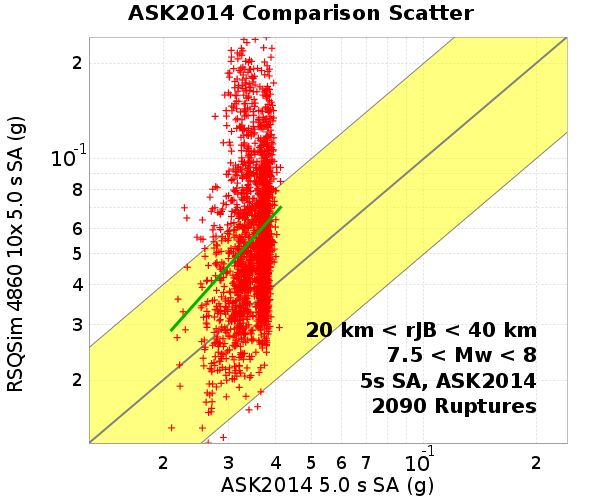 ASK2014 Comparison Scatter
RSQSim 4860 10x 5.0 s SA (g)
2
10-1
8
6
5
4
3
2
20 km < rJB < 40 km
7.5 < Mw < 8
5s SA, ASK2014
2090 Ruptures
2 3 4 5 6 7 10-1 2
ASK2014 5.0 s SA (g)